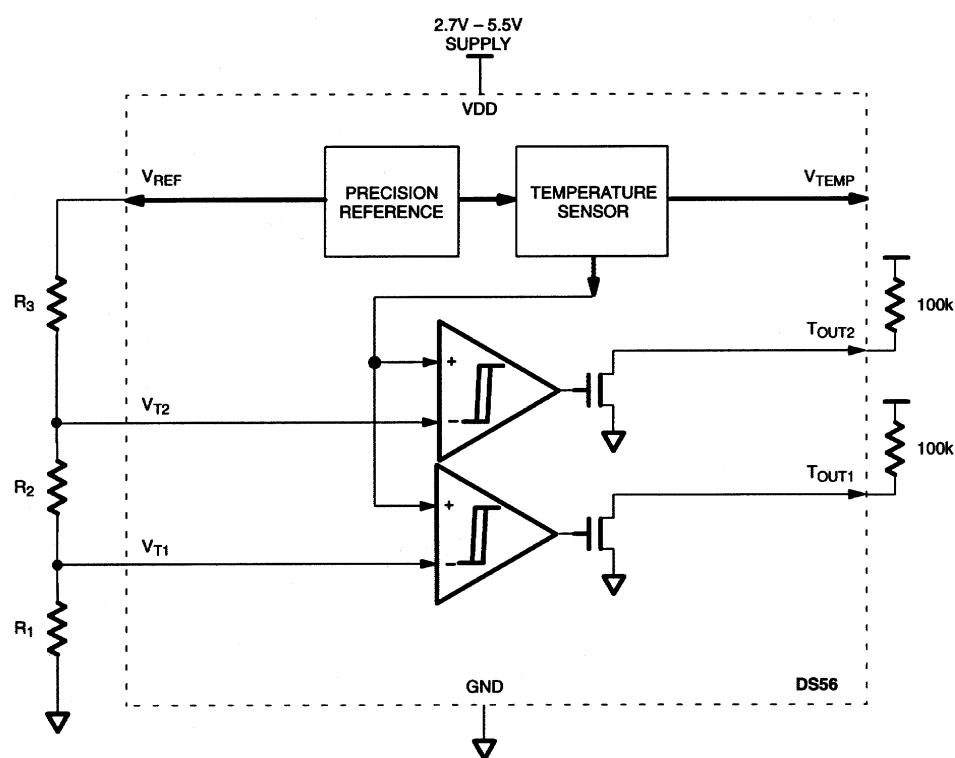 2.7V – 5.5V
SUPPLY
VDD
VREF
PRECISION
REFERENCE
TEMPERATURE
SENSOR
VTEMP
R3
100k
TOUT2
+
VT2
−
100k
R2
TOUT1
+
VT1
−
R1
GND
DS56